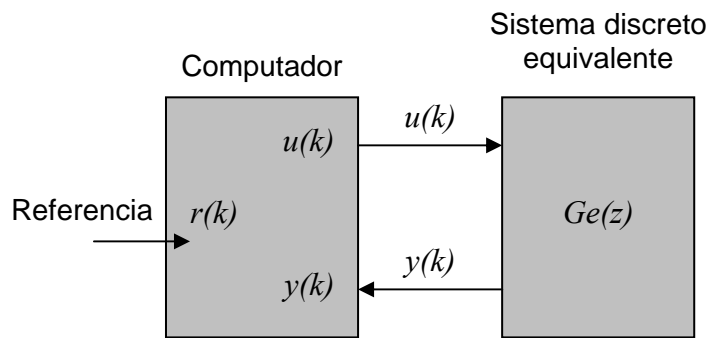 Sistema discreto
equivalente
Computador
u(k)
u(k)
Referencia
r(k)
Ge(z)
y(k)
y(k)